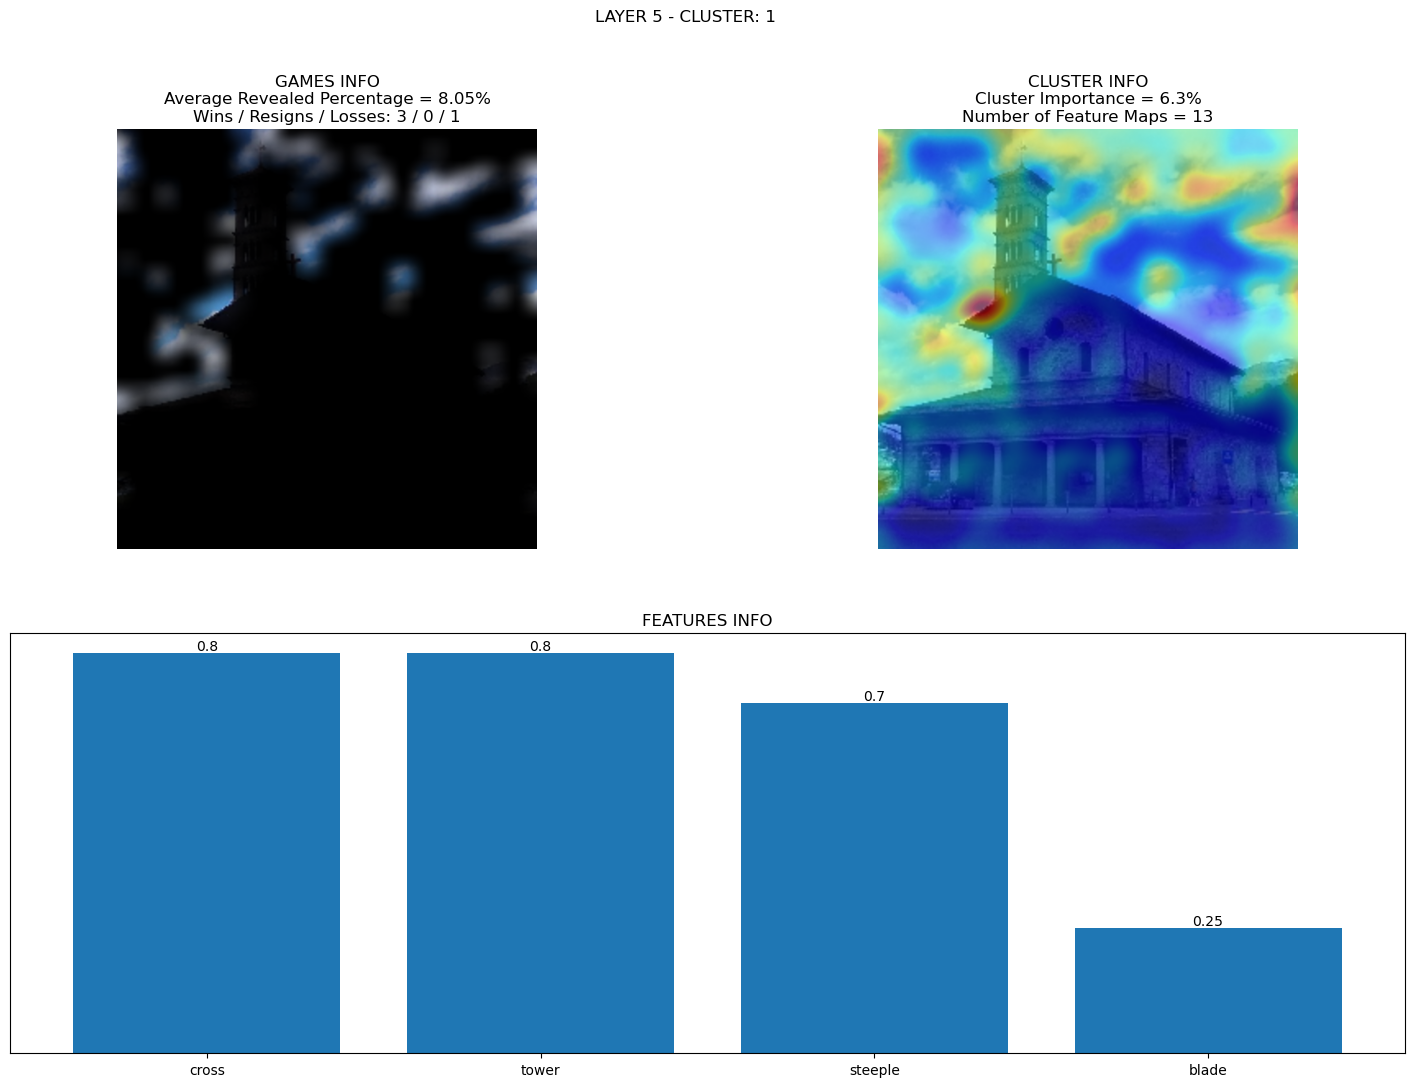 LAYER 5 - CLUSTER: 1
GAMES INFO
Average Revealed Percentage = 8.05%
Wins / Resigns / Losses: 3 / 0 / 1
CLUSTER INFO
Cluster Importance = 6.3%
Number of Feature Maps = 13
FEATURES INFO
0.8
0.8
0.7
0.25
cross
tower
steeple
blade